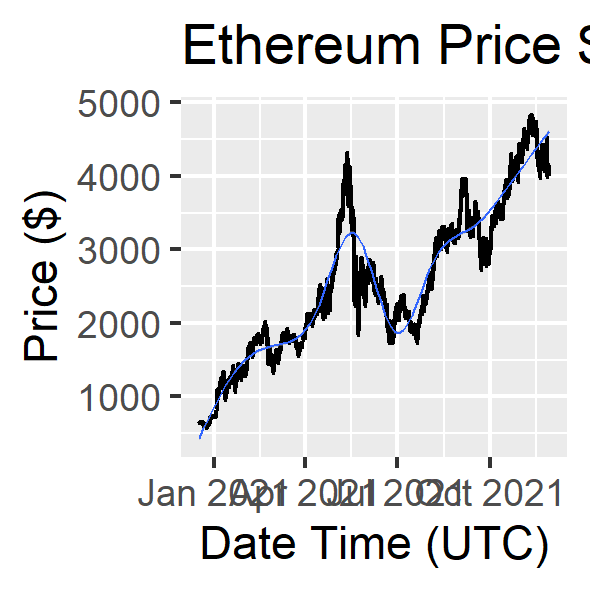 Ethereum Price
5000
4000
3000
2000
1000
Price ($)
Jan 2021 Apr 2021 Jul 2021 Oct 2021
Date Time (UTC)